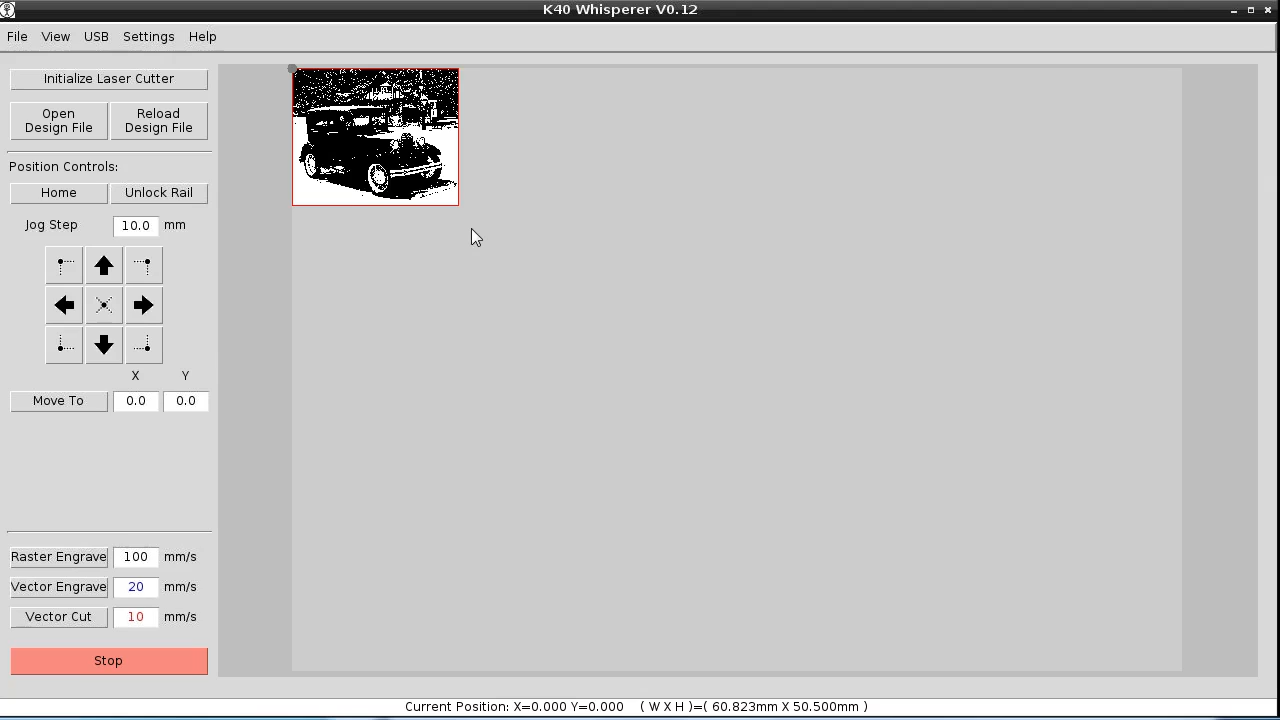 K40 Whisperer V0.12
File View USB Settings Help
Initialize Laser Cutter
Open
Design File
Reload
Design File
Position Controls:
Home Unlock Rail
Jog Step 10.0 mm
X Y
Move To 0.0 0.0
Raster Engrave 100 mm/s
Vector Engrave 20 mm/s
Vector Cut 10 mm/s
Stop
Current Position: X=0.000 Y=0.000 ( W X H )=( 60.823mm X 50.500mm )